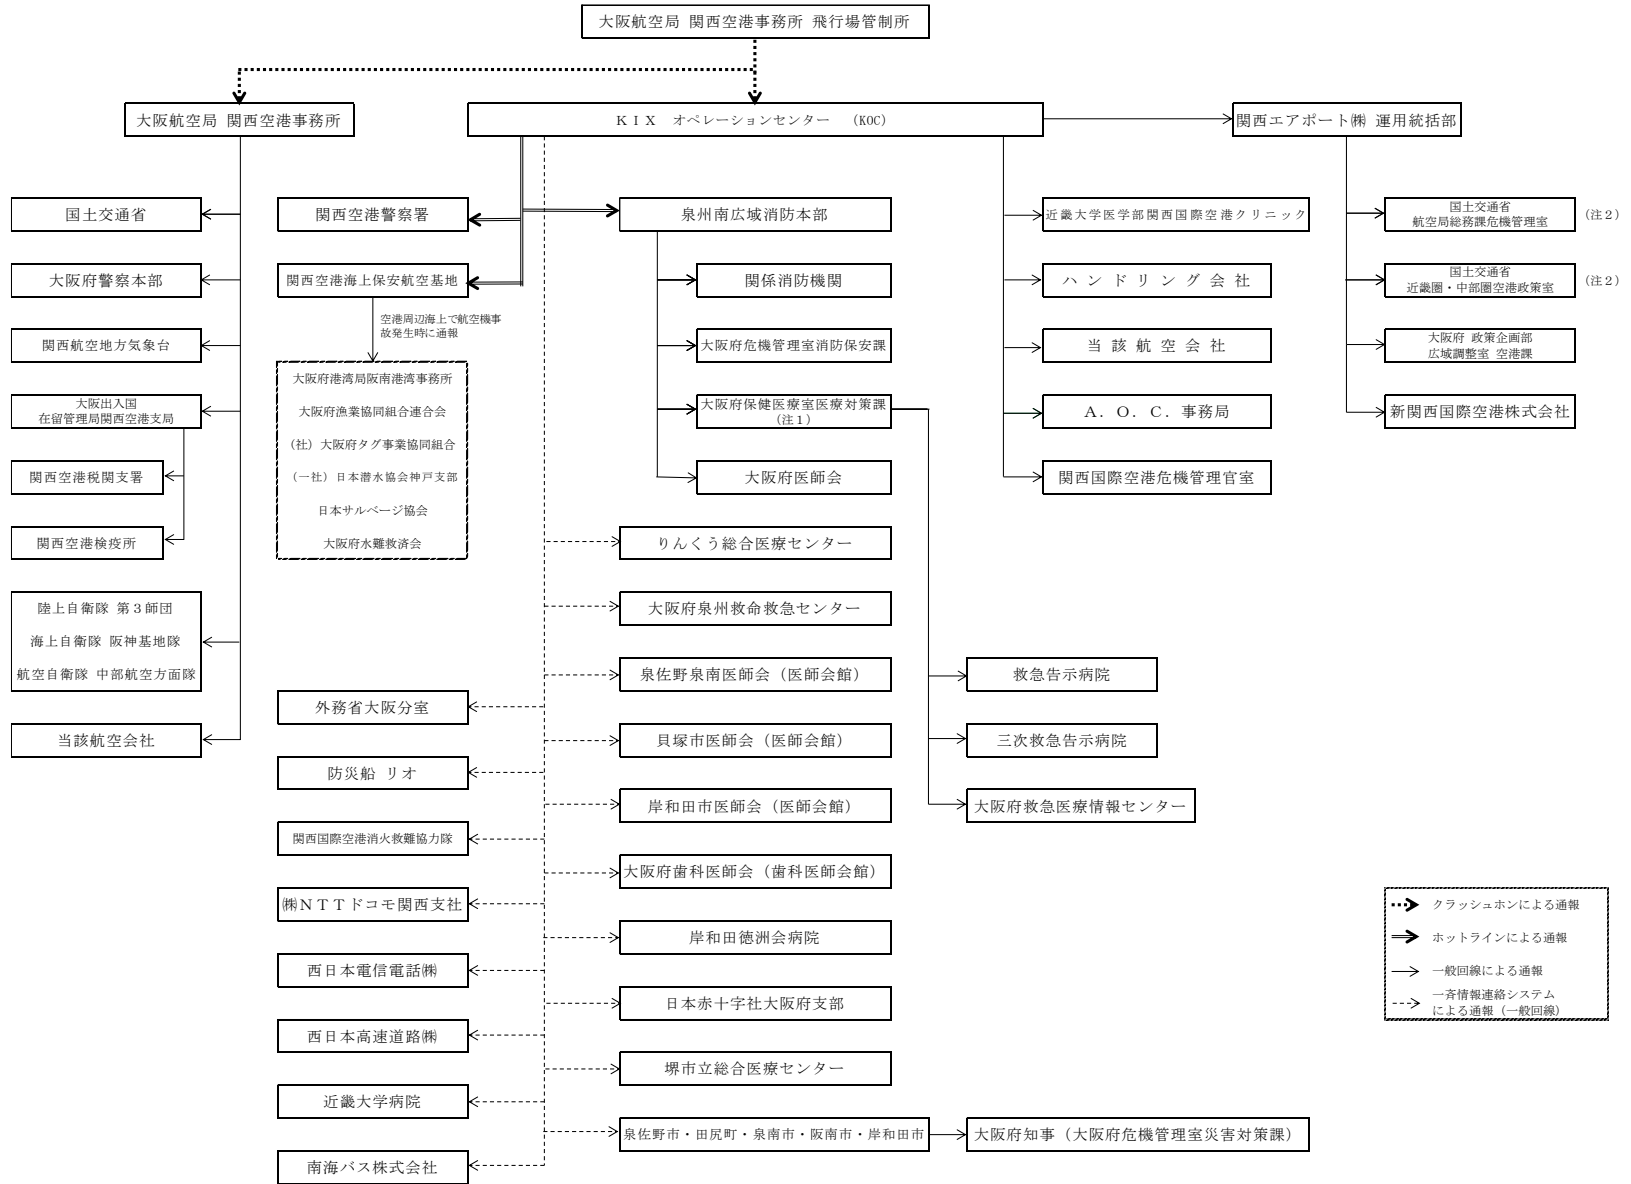 大阪航空局 関西空港事務所 飛行場管制所
大阪航空局 関西空港事務所
ＫＩＸ　オペレーションセンター　（KOC）
関西エアポート㈱ 運用統括部
国土交通省
大阪府警察本部
関西航空地方気象台
大阪出入国
在留管理局関西空港支局
関西空港税関支署
関西空港検疫所
陸上自衛隊 第３師団
海上自衛隊 阪神基地隊
航空自衛隊 中部航空方面隊
当該航空会社
関西空港警察署
関西空港海上保安航空基地
空港周辺海上で航空機事
故発生時に通報
大阪府港湾局阪南港湾事務所
大阪府漁業協同組合連合会
（社）大阪府タグ事業協同組合
（一社）日本潜水協会神戸支部
日本サルベージ協会
大阪府水難救済会
外務省大阪分室
防災船 リオ
関西国際空港消火救難協力隊
㈱ＮＴＴドコモ関西支社
西日本電信電話㈱
西日本高速道路㈱
近畿大学病院
南海バス株式会社
泉州南広域消防本部
関係消防機関
大阪府危機管理室消防保安課
大阪府保健医療室医療対策課
（注１）
大阪府医師会
りんくう総合医療センター
大阪府泉州救命救急センター
泉佐野泉南医師会（医師会館）
貝塚市医師会（医師会館）
岸和田市医師会（医師会館）
大阪府歯科医師会（歯科医師会館）
岸和田徳洲会病院
日本赤十字社大阪府支部
堺市立総合医療センター
泉佐野市・田尻町・泉南市・阪南市・岸和田市
大阪府知事（大阪府危機管理室災害対策課）
救急告示病院
三次救急告示病院
大阪府救急医療情報センター
近畿大学医学部関西国際空港クリニック
ハンドリング会社
当該航空会社
Ａ．Ｏ．Ｃ．事務局
関西国際空港危機管理官室
国土交通省
航空局総務課危機管理室
（注２）
国土交通省
近畿圏・中部圏空港政策室
（注２）
大阪府 政策企画部
広域調整室 空港課
新関西国際空港株式会社
クラッシュホンによる通報
ホットラインによる通報
一般回線による通報
一斉情報連絡システム
による通報（一般回線）